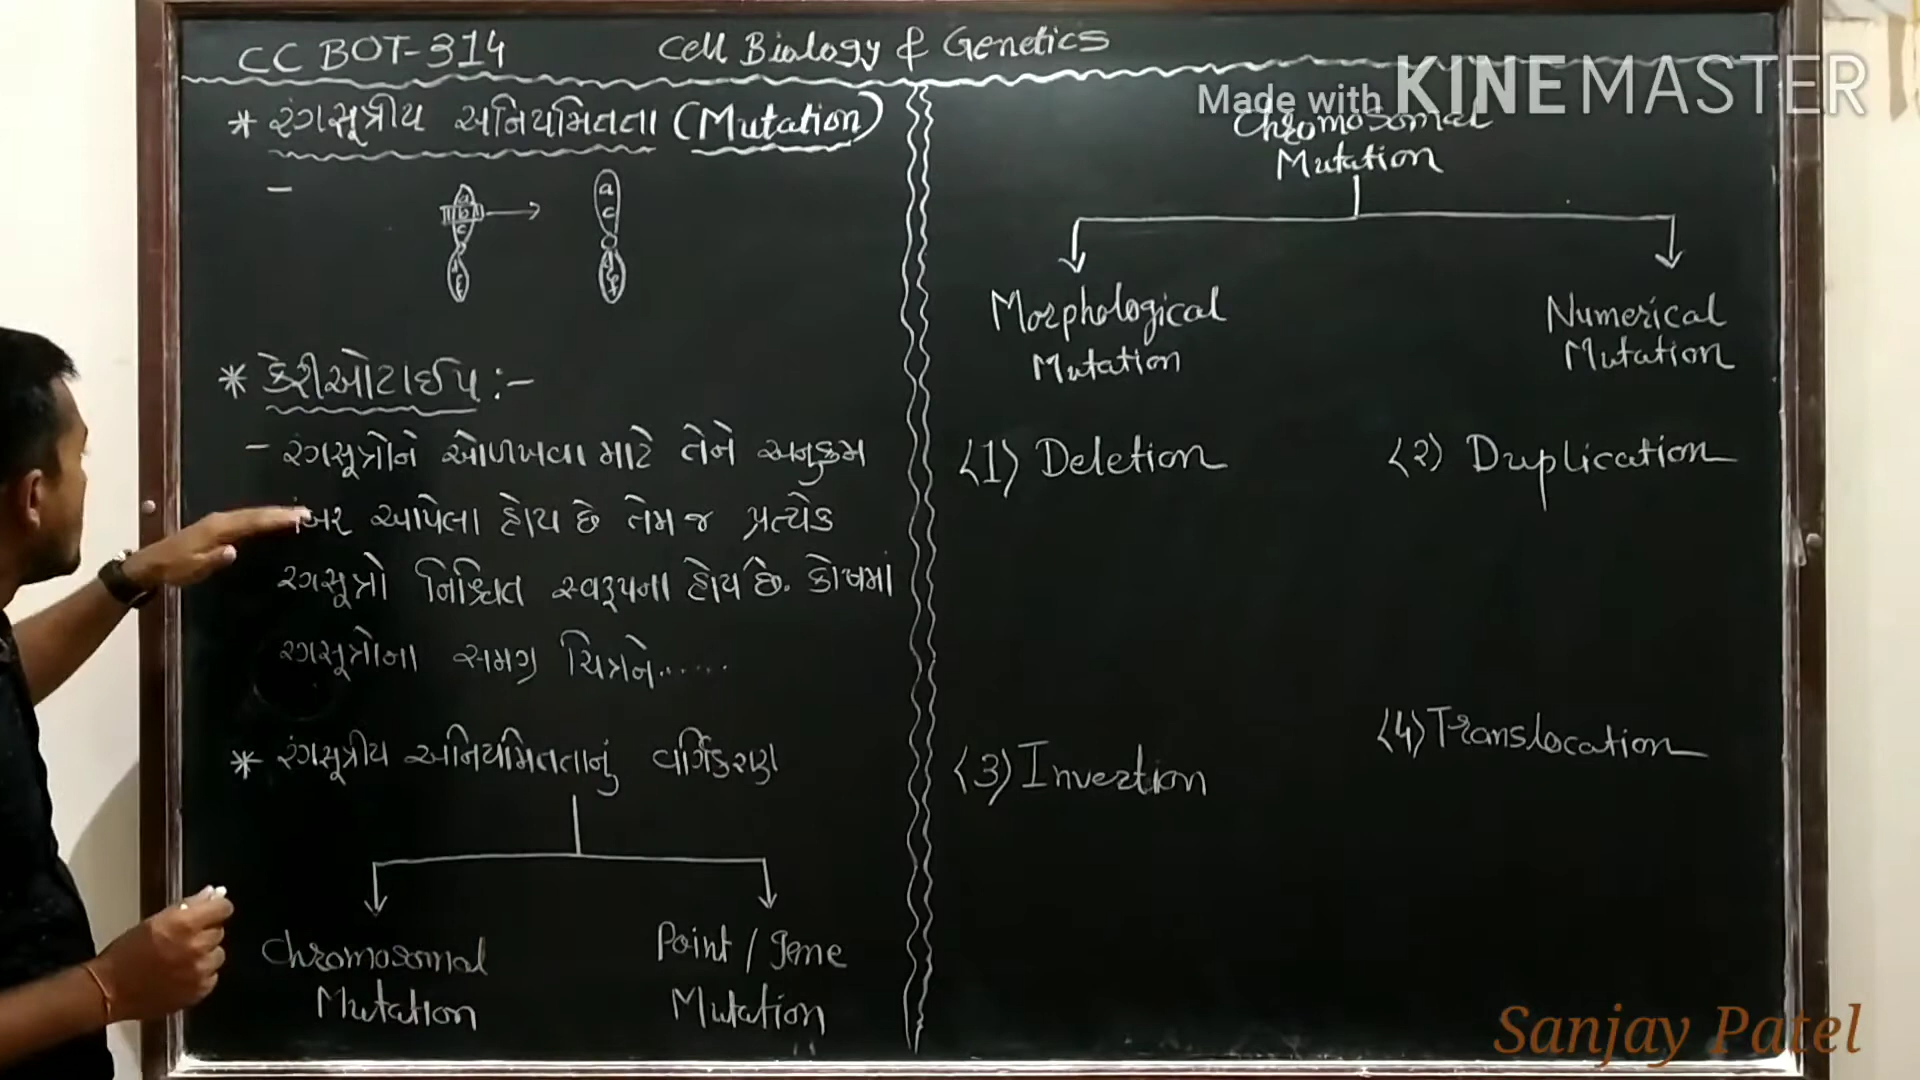 CC BOT-314 Cell Biology & Genetics
Made with KINEMASTER
* રંગસૂત્રીય અનિયમિતતા (Mutation)
–
a
b
c
a
c
* કેરીઓટાઈપ :-
- રંગસૂત્રોને ઓળખવા માટે તેને અનુક્રમ
નંબર આપેલા હોય છે તેમ જ પ્રત્યેક
રંગસૂત્રો નિશ્ચિત સ્વરૂપના હોય છે. કોષમાં
રંગસૂત્રોના સમગ્ર ચિત્રને......
* રંગસૂત્રીય અનિયમિતતાનું વર્ગિકરણ
Chromosomal
Mutation
Point / Gene
Mutation
Chromosomal
Mutation
Morphological
Mutation
Numerical
Mutation
(1) Deletion
(2) Duplication
(3) Invertion
(4) Translocation
Sanjay Patel